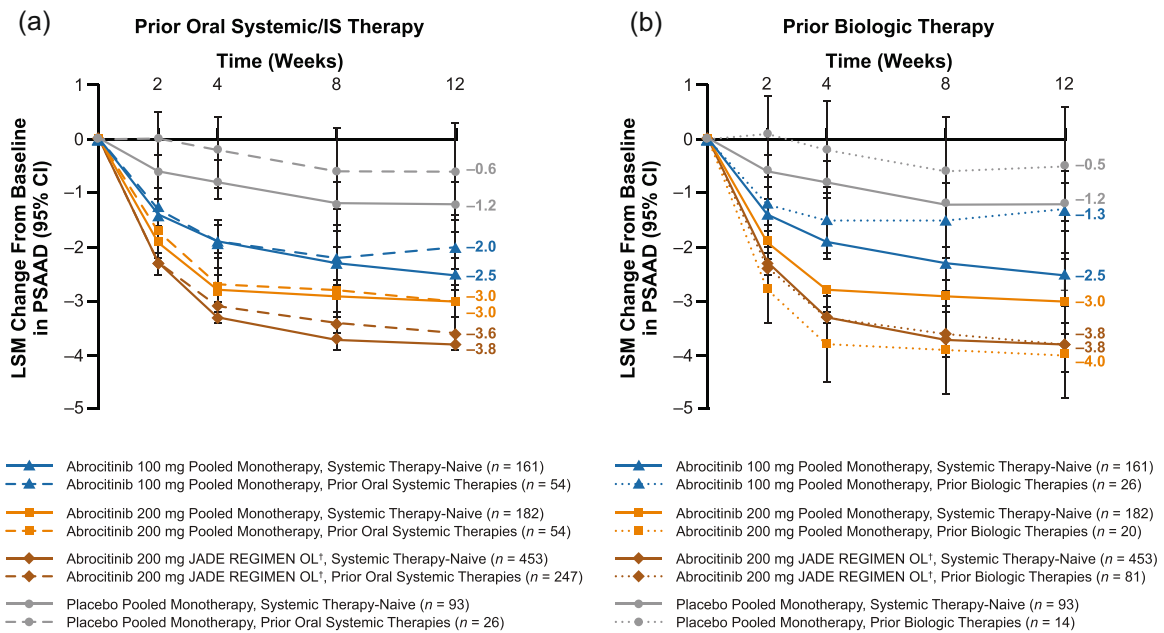 (a)
Prior Oral Systemic/IS Therapy
Time (Weeks)
2 4 8 12
LSM Change From Baseline
in PSAAD (95% CI)
1
0
–1
–2
–3
–4
–5
–0.6
–1.2
–2.0
–2.5
–3.0
–3.0
–3.6
–3.8
Abrocitinib 100 mg Pooled Monotherapy, Systemic Therapy-Naive (n = 161)
Abrocitinib 100 mg Pooled Monotherapy, Prior Oral Systemic Therapies (n = 54)
Abrocitinib 200 mg Pooled Monotherapy, Systemic Therapy-Naive (n = 182)
Abrocitinib 200 mg Pooled Monotherapy, Prior Oral Systemic Therapies (n = 54)
Abrocitinib 200 mg JADE REGIMEN OL†, Systemic Therapy-Naive (n = 453)
Abrocitinib 200 mg JADE REGIMEN OL†, Prior Oral Systemic Therapies (n = 247)
Placebo Pooled Monotherapy, Systemic Therapy-Naive (n = 93)
Placebo Pooled Monotherapy, Prior Oral Systemic Therapies (n = 26)
(b)
Prior Biologic Therapy
Time (Weeks)
2 4 8 12
LSM Change From Baseline
in PSAAD (95% CI)
1
0
–1
–2
–3
–4
–5
–0.5
–1.2
–1.3
–2.5
–3.0
–3.8
–3.8
–4.0
Abrocitinib 100 mg Pooled Monotherapy, Systemic Therapy-Naive (n = 161)
Abrocitinib 100 mg Pooled Monotherapy, Prior Biologic Therapies (n = 26)
Abrocitinib 200 mg Pooled Monotherapy, Systemic Therapy-Naive (n = 182)
Abrocitinib 200 mg Pooled Monotherapy, Prior Biologic Therapies (n = 20)
Abrocitinib 200 mg JADE REGIMEN OL†, Systemic Therapy-Naive (n = 453)
Abrocitinib 200 mg JADE REGIMEN OL†, Prior Biologic Therapies (n = 81)
Placebo Pooled Monotherapy, Systemic Therapy-Naive (n = 93)
Placebo Pooled Monotherapy, Prior Biologic Therapies (n = 14)